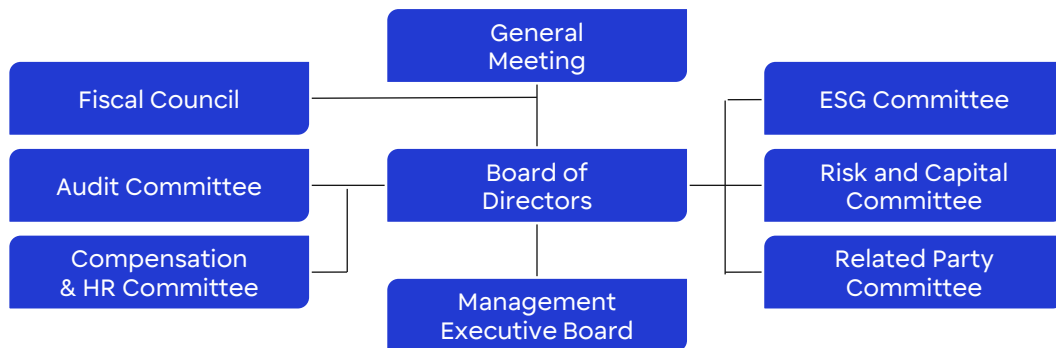 General
Meeting
Fiscal Council
ESG Committee
Audit Committee
Board of
Directors
Risk and Capital
Committee
Compensation
& HR Committee
Related Party
Committee
Management
Executive Board